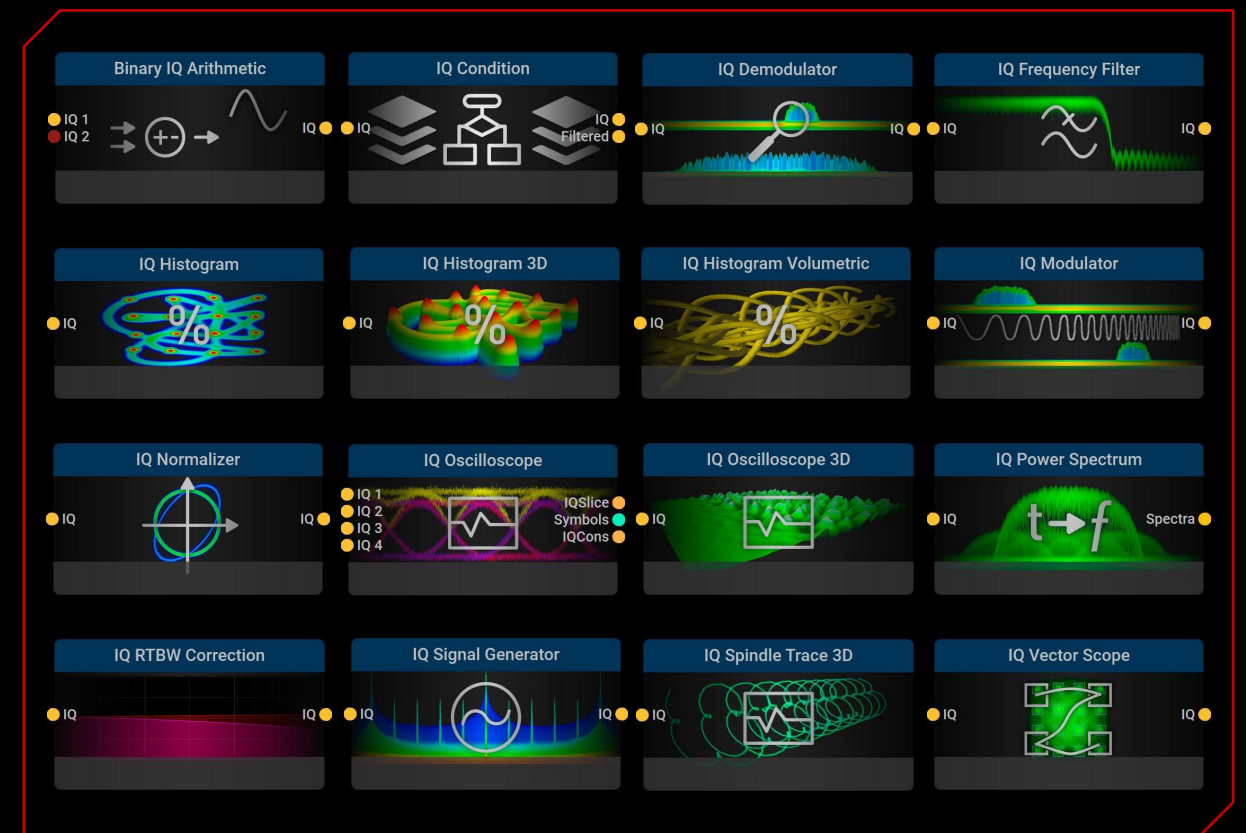 Binary IQ Arithmetic
IQ 1
IQ 2
IQ
IQ Condition
IQ
IQ
Filtered
IQ Demodulator
IQ
IQ
IQ Frequency Filter
IQ
IQ
IQ Histogram
IQ
%
IQ Histogram 3D
IQ
%
IQ Histogram Volumetric
IQ
%
IQ Modulator
IQ
IQ
IQ Normalizer
IQ
IQ
IQ Oscilloscope
IQ 1
IQ 2
IQ 3
IQ 4
IQSlice
Symbols
IQCons
IQ Oscilloscope 3D
IQ
IQ Power Spectrum
IQ
t f
Spectra
IQ RTBW Correction
IQ
IQ
IQ Signal Generator
IQ
IQ
IQ Spindle Trace 3D
IQ
IQ Vector Scope
IQ
IQ